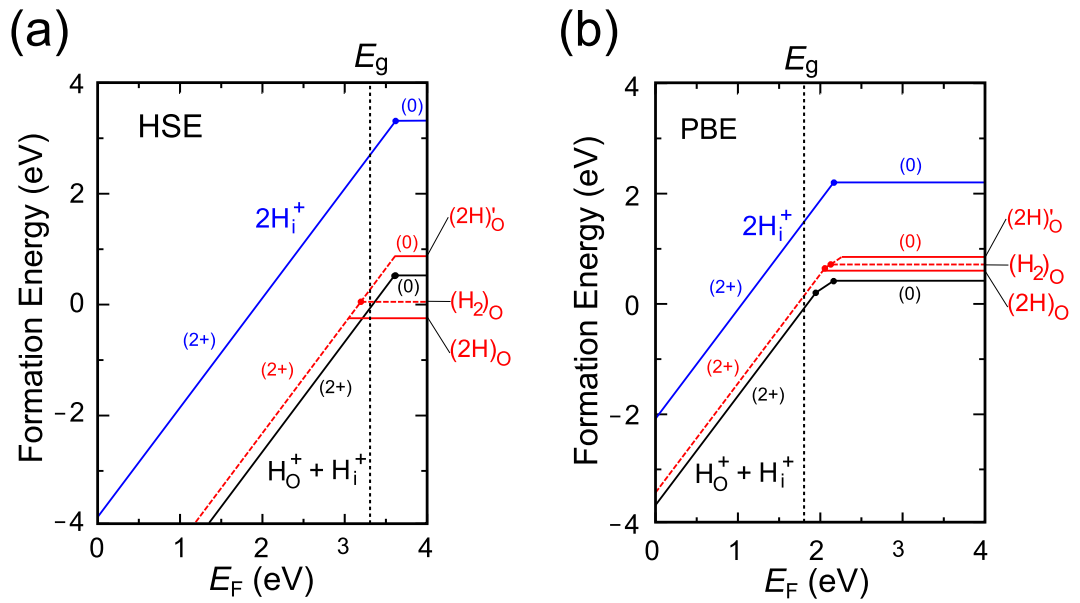 (a)
E_g
HSE
(0)
2H_i^+
(2+)
(0)
(0)
(2+)
(2+)
H_O^+ + H_i^+
(2H)'_O
(H_2)_O
(2H)_O
4
2
0
−2
−4
Formation Energy (eV)
0 1 2 3 4
E_F (eV)
(b)
E_g
PBE
(0)
2H_i^+
(2+)
(0)
(0)
(2+)
(2+)
H_O^+ + H_i^+
(2H)'_O
(H_2)_O
(2H)_O
4
2
0
−2
−4
Formation Energy (eV)
0 1 2 3 4
E_F (eV)